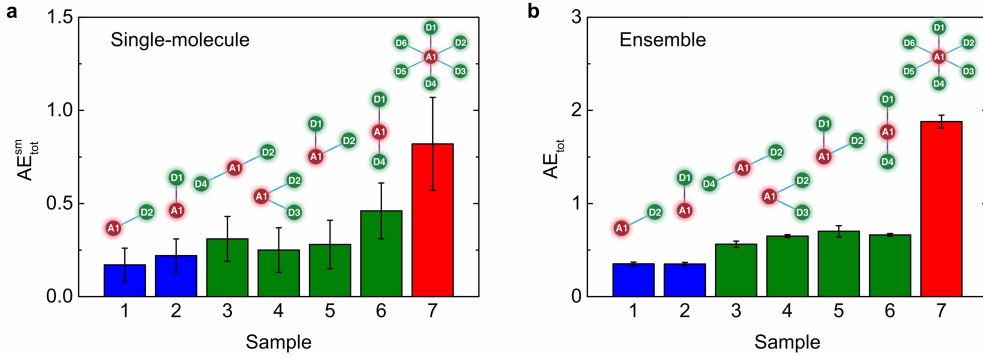 a
Single-molecule
1.5
1.0
0.5
0.0
AE sm tot
A1 D2
D1 A1
D4 A1 D2
A1 D2 D3
D1 A1 D2
D1 A1 D4
D1 D2 D3 D4 D5 D6 A1
1 2 3 4 5 6 7
Sample
b
Ensemble
3
2
1
0
AE tot
A1 D2
D1 A1
D4 A1 D2
A1 D2 D3
D1 A1 D2
D1 A1 D4
D1 D2 D3 D4 D5 D6 A1
1 2 3 4 5 6 7
Sample